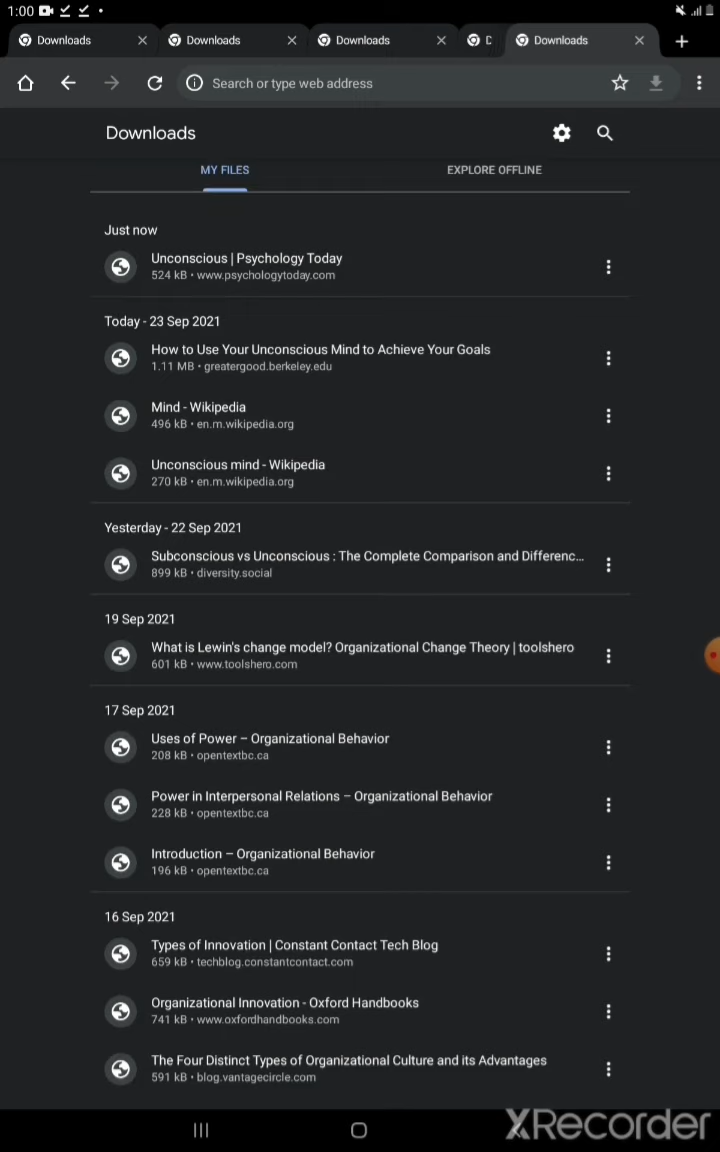 1:00
Downloads
Downloads
Downloads
D
Downloads
Search or type web address
Downloads
MY FILES
EXPLORE OFFLINE
Just now
Unconscious | Psychology Today
524 kB • www.psychologytoday.com
Today - 23 Sep 2021
How to Use Your Unconscious Mind to Achieve Your Goals
1.11 MB • greatergood.berkeley.edu
Mind - Wikipedia
496 kB • en.m.wikipedia.org
Unconscious mind - Wikipedia
270 kB • en.m.wikipedia.org
Yesterday - 22 Sep 2021
Subconscious vs Unconscious : The Complete Comparison and Differenc...
899 kB • diversity.social
19 Sep 2021
What is Lewin's change model? Organizational Change Theory | toolshero
601 kB • www.toolshero.com
17 Sep 2021
Uses of Power – Organizational Behavior
208 kB • opentextbc.ca
Power in Interpersonal Relations – Organizational Behavior
228 kB • opentextbc.ca
Introduction – Organizational Behavior
196 kB • opentextbc.ca
16 Sep 2021
Types of Innovation | Constant Contact Tech Blog
659 kB • techblog.constantcontact.com
Organizational Innovation - Oxford Handbooks
741 kB • www.oxfordhandbooks.com
The Four Distinct Types of Organizational Culture and its Advantages
591 kB • blog.vantagecircle.com
XRecorder